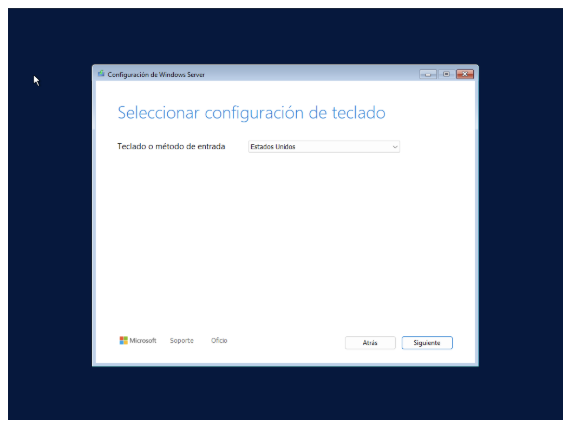 Configuración de Windows Server
Seleccionar configuración de teclado
Teclado o método de entrada
Estados Unidos
Microsoft Soporte Oficio
Atrás Siguiente